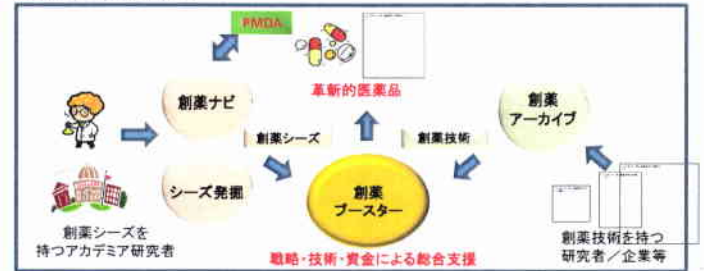 PMDA
革新的医薬品
創薬ナビ
創薬
アーカイブ
創薬シーズ
創薬技術
シーズ発掘
創薬
ブースター
創薬シーズを
持つアカデミア研究者
創薬技術を持つ
研究者／企業等
戦略・技術・資金による総合支援